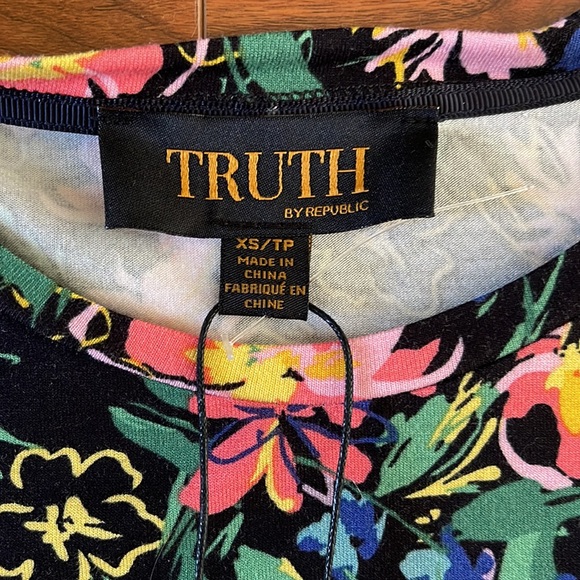 TRUTH
BY REPUBLIC
XS/TP
MADE IN
CHINA
FABRIQUÉ EN
CHINE